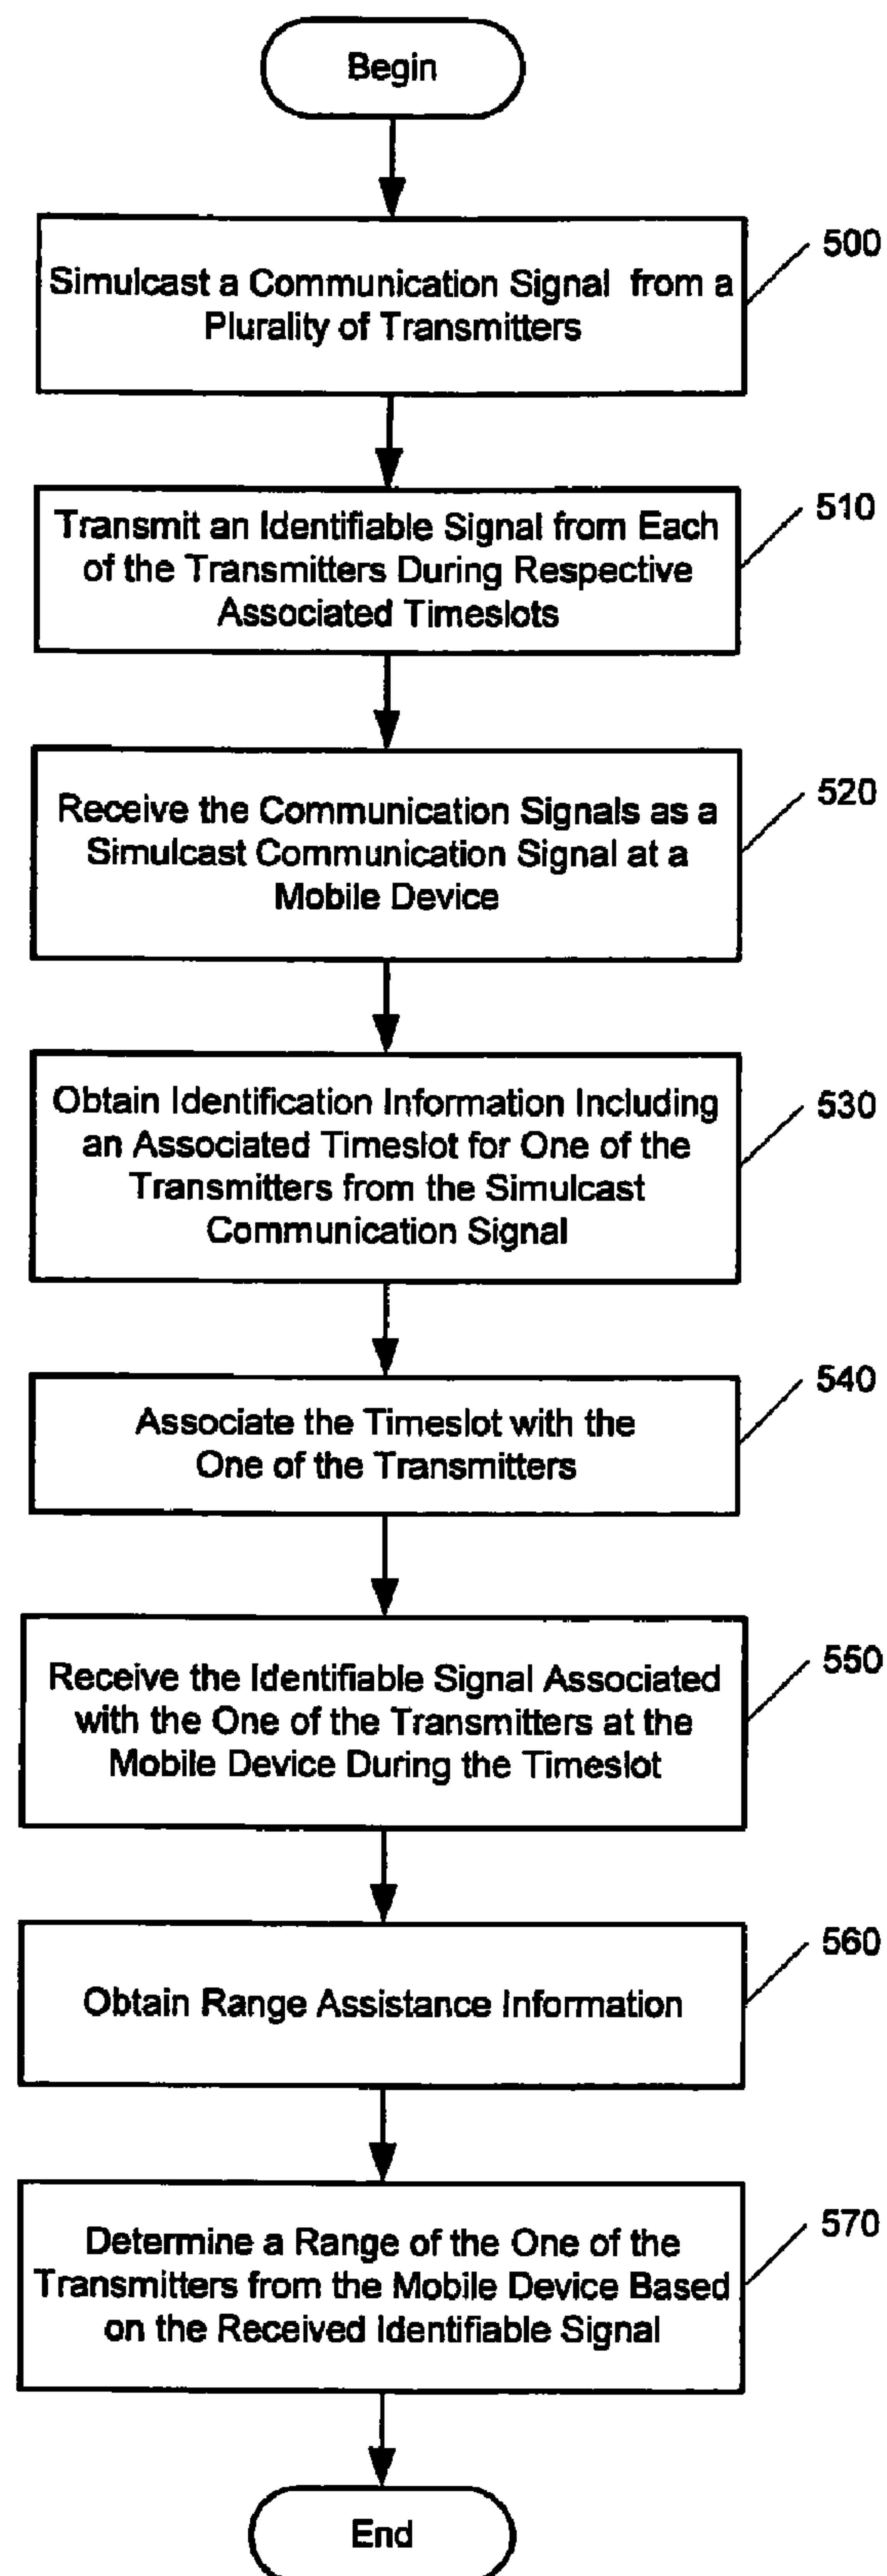 Begin
500
Simulcast a Communication Signal from a
Plurality of Transmitters
510
Transmit an Identifiable Signal from Each
of the Transmitters During Respective
Associated Timeslots
520
Receive the Communication Signals as a
Simulcast Communication Signal at a
Mobile Device
530
Obtain Identification Information Including
an Associated Timeslot for One of the
Transmitters from the Simulcast
Communication Signal
540
Associate the Timeslot with the
One of the Transmitters
550
Receive the Identifiable Signal Associated
with the One of the Transmitters at the
Mobile Device During the Timeslot
560
Obtain Range Assistance Information
570
Determine a Range of the One of the
Transmitters from the Mobile Device Based
on the Received Identifiable Signal
End